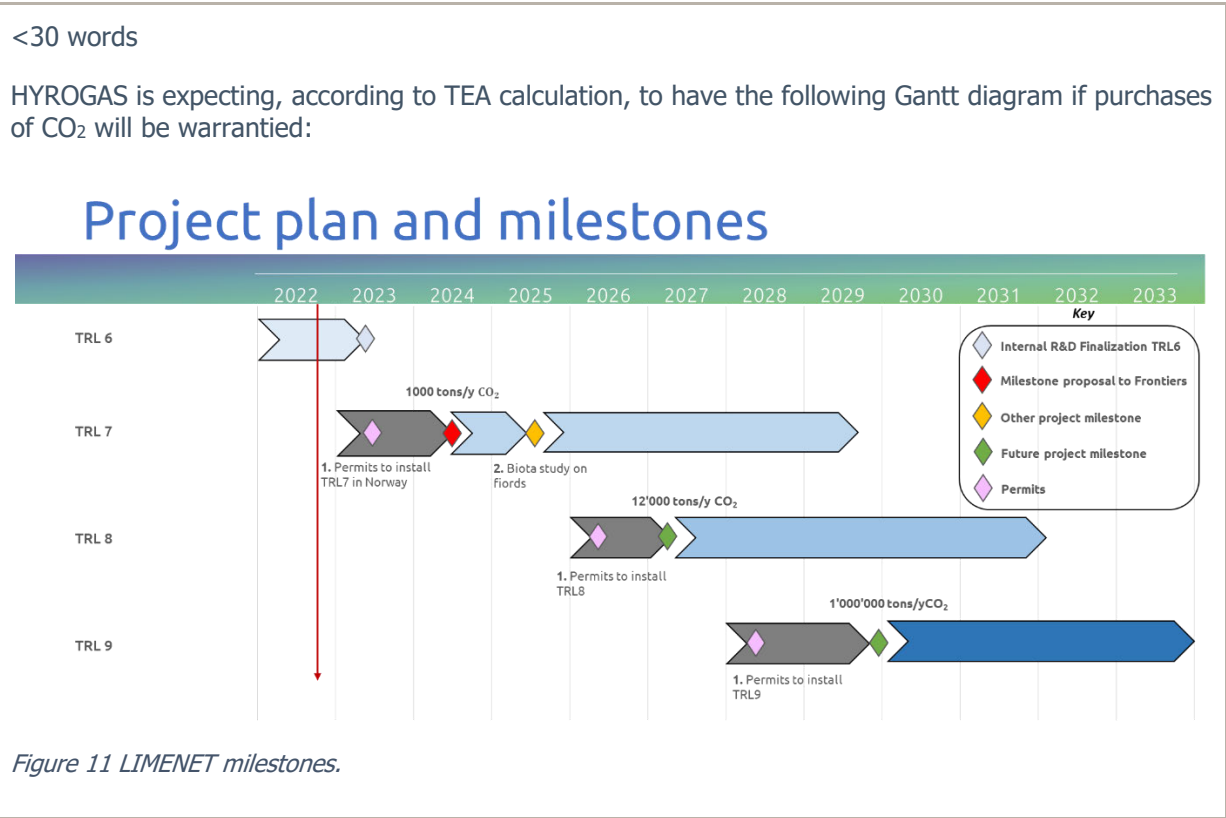 <30 words
HYROGAS is expecting, according to TEA calculation, to have the following Gantt diagram if purchases
of CO₂ will be warrantied:
Project plan and milestones
2022 2023 2024 2025 2026 2027 2028 2029 2030 2031 2032 2033
Key
TRL 6
Internal R&D Finalization TRL6
Milestone proposal to Frontiers
Other project milestone
Future project milestone
Permits
1000 tons/y CO₂
TRL 7
1. Permits to install
TRL7 in Norway
2. Biota study on
fiords
12'000 tons/y CO₂
TRL 8
1. Permits to install
TRL8
1'000'000 tons/yCO₂
TRL 9
1. Permits to install
TRL9
Figure 11 LIMENET milestones.